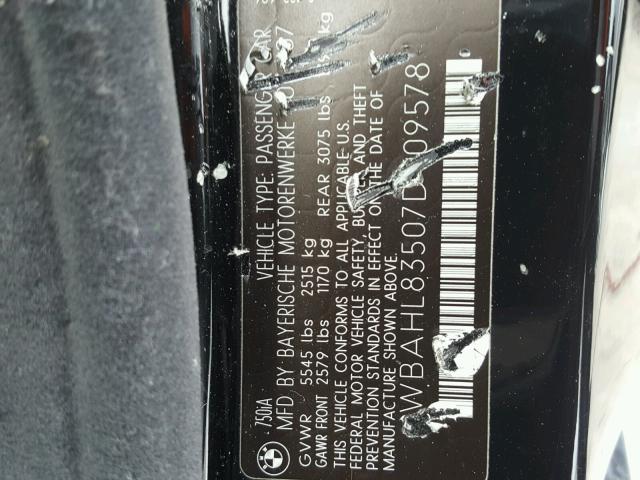 750iA
VEHICLE TYPE: PASSENGER CAR
MFD BY BAYERISCHE MOTORENWERKE
GVWR 5545 lbs 2515 kg
GAWR FRONT 2579 lbs 1170 kg REAR 3075 lbs kg
THIS VEHICLE CONFORMS TO ALL APPLICABLE U.S.
FEDERAL MOTOR VEHICLE SAFETY, AND THEFT
PREVENTION STANDARDS IN EFFECT ON THE DATE OF
MANUFACTURE SHOWN ABOVE.
WBAHL83507D 09578